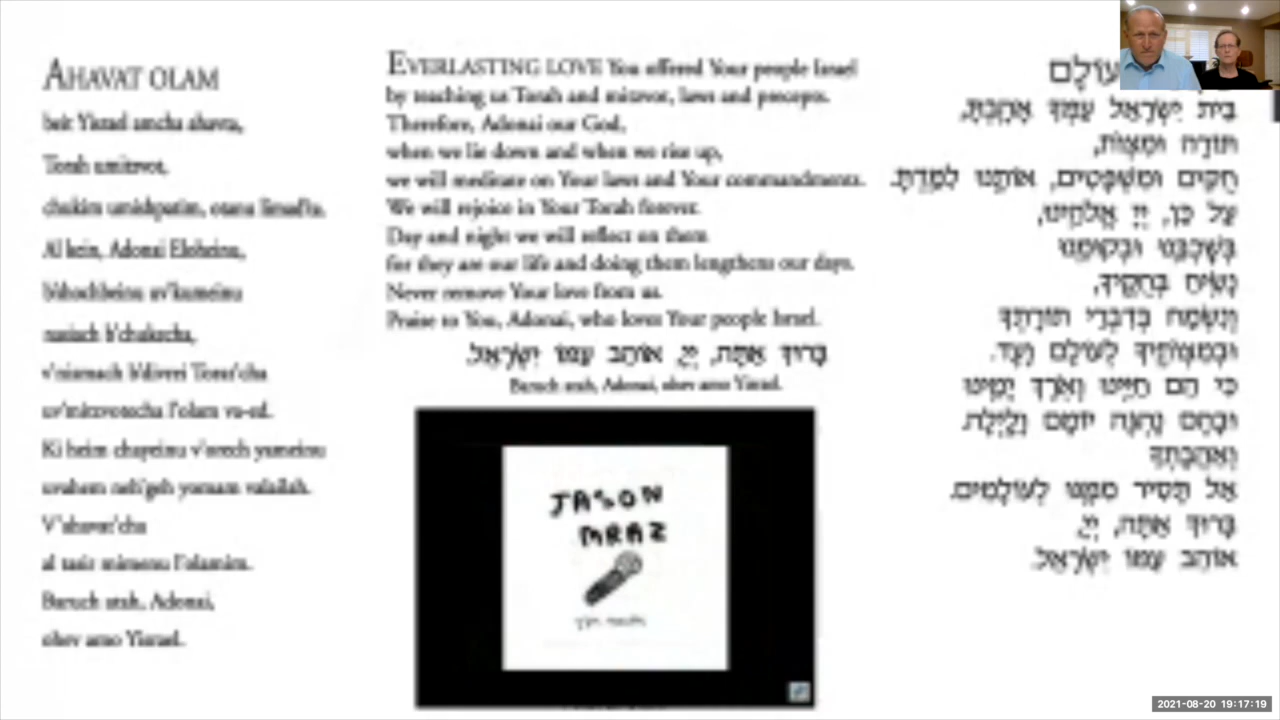 AHAVAT OLAM
beit Yisrael amcha ahavta,
Torah umitzvot,
chukim umishpatim, otanu limad'ta.
Al kein, Adonai Eloheinu,
b'shochbeinu uv'kumeinu
nasiach b'chukecha,
v'nismach b'divrei Torat'cha
uv'mitzvotecha l'olam va-ed.
Ki heim chayeinu v'orech yameinu
uvahem neh'geh yomam valailah.
V'ahavat'cha
al tasir mimenu l'olamim.
Baruch atah, Adonai,
ohev amo Yisrael.
EVERLASTING LOVE You offered Your people Israel
by teaching us Torah and mitzvot, laws and precepts.
Therefore, Adonai our God,
when we lie down and when we rise up,
we will meditate on Your laws and Your commandments.
We will rejoice in Your Torah forever.
Day and night we will reflect on them
for they are our life and doing them lengthens our days.
Never remove Your love from us.
Praise to You, Adonai, who loves Your people Israel.
בָּרוּךְ אַתָּה, יְיָ, אוֹהֵב עַמּוֹ יִשְׂרָאֵל.
Baruch atah, Adonai, ohev amo Yisrael.
JASON
MRAZ
עוֹלָם
בֵּית יִשְׂרָאֵל עַמְּךָ אָהָבְתָּ,
תּוֹרָה וּמִצְוֹת,
חֻקִּים וּמִשְׁפָּטִים, אוֹתָנוּ לִמַּדְתָּ.
עַל כֵּן, יְיָ אֱלֹהֵינוּ,
בְּשָׁכְבֵּנוּ וּבְקוּמֵנוּ
נָשִׂיחַ בְּחֻקֶּיךָ,
וְנִשְׂמַח בְּדִבְרֵי תוֹרָתֶךָ
וּבְמִצְוֹתֶיךָ לְעוֹלָם וָעֶד.
כִּי הֵם חַיֵּינוּ וְאֹרֶךְ יָמֵינוּ
וּבָהֶם נֶהְגֶּה יוֹמָם וָלָיְלָה.
וְאַהֲבָתְךָ
אַל תָּסִיר מִמֶּנּוּ לְעוֹלָמִים.
בָּרוּךְ אַתָּה, יְיָ,
אוֹהֵב עַמּוֹ יִשְׂרָאֵל.
2021-08-20 19:17:19